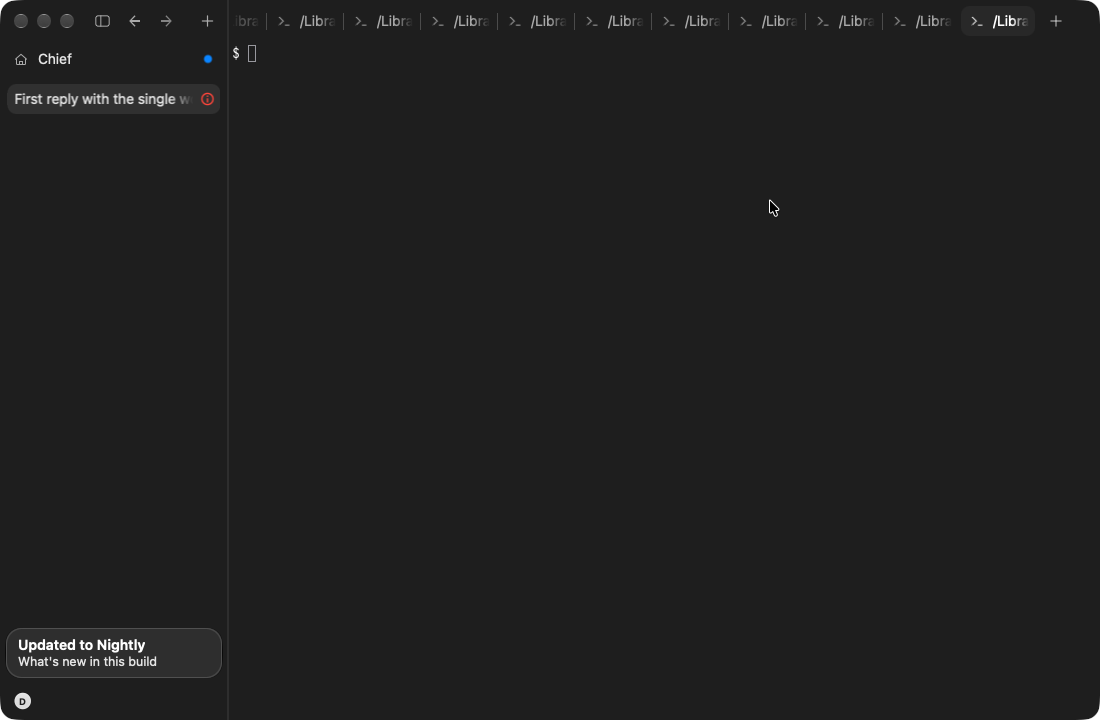 /Libra
/Libra
/Libra
/Libra
/Libra
/Libra
/Libra
/Libra
/Libra
/Libra
Chief
$
First reply with the single
Updated to Nightly
What's new in this build
D